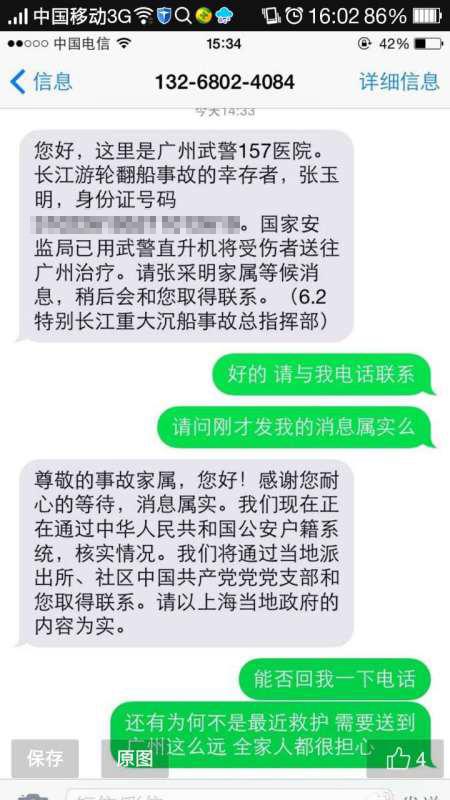 中国移动3G 16:02 86%
中国电信 15:34 42%
信息 132-6802-4084 详细信息
今天14:33
您好，这里是广州武警157医院。
长江游轮翻船事故的幸存者，张玉
明，身份证号码
。国家安
监局已用武警直升机将受伤者送往
广州治疗。请张采明家属等候消
息，稍后会和您取得联系。（6.2
特别长江重大沉船事故总指挥部）
好的 请与我电话联系
请问刚才发我的消息属实么
尊敬的事故家属，您好！感谢您耐
心的等待，消息属实。我们现在正
在通过中华人民共和国公安户籍系
统，核实情况。我们将通过当地派
出所、社区中国共产党党党支部和
您取得联系。请以上海当地政府的
内容为实。
能否回我一下电话
还有为何不是最近救护 需要送到
广州这么远 全家人都很担心
保存 原图 4
短信/彩信 发送